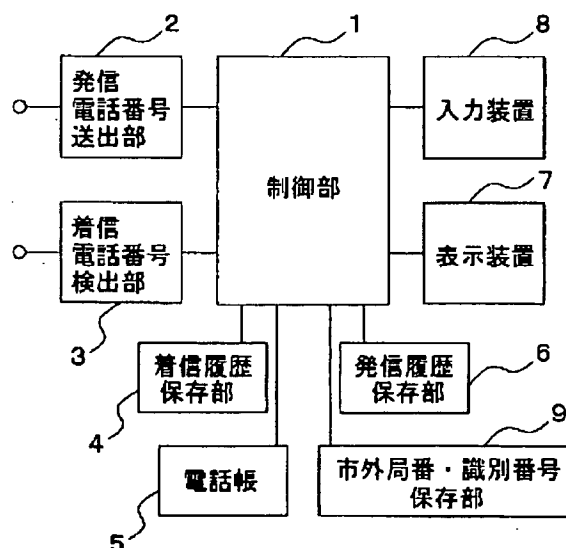 2
1
8
発信
電話番号
送出部
制御部
入力装置
7
着信
電話番号
検出部
表示装置
3
着信履歴
保存部
発信履歴
保存部
6
4
9
電話帳
市外局番・識別番号
保存部
5